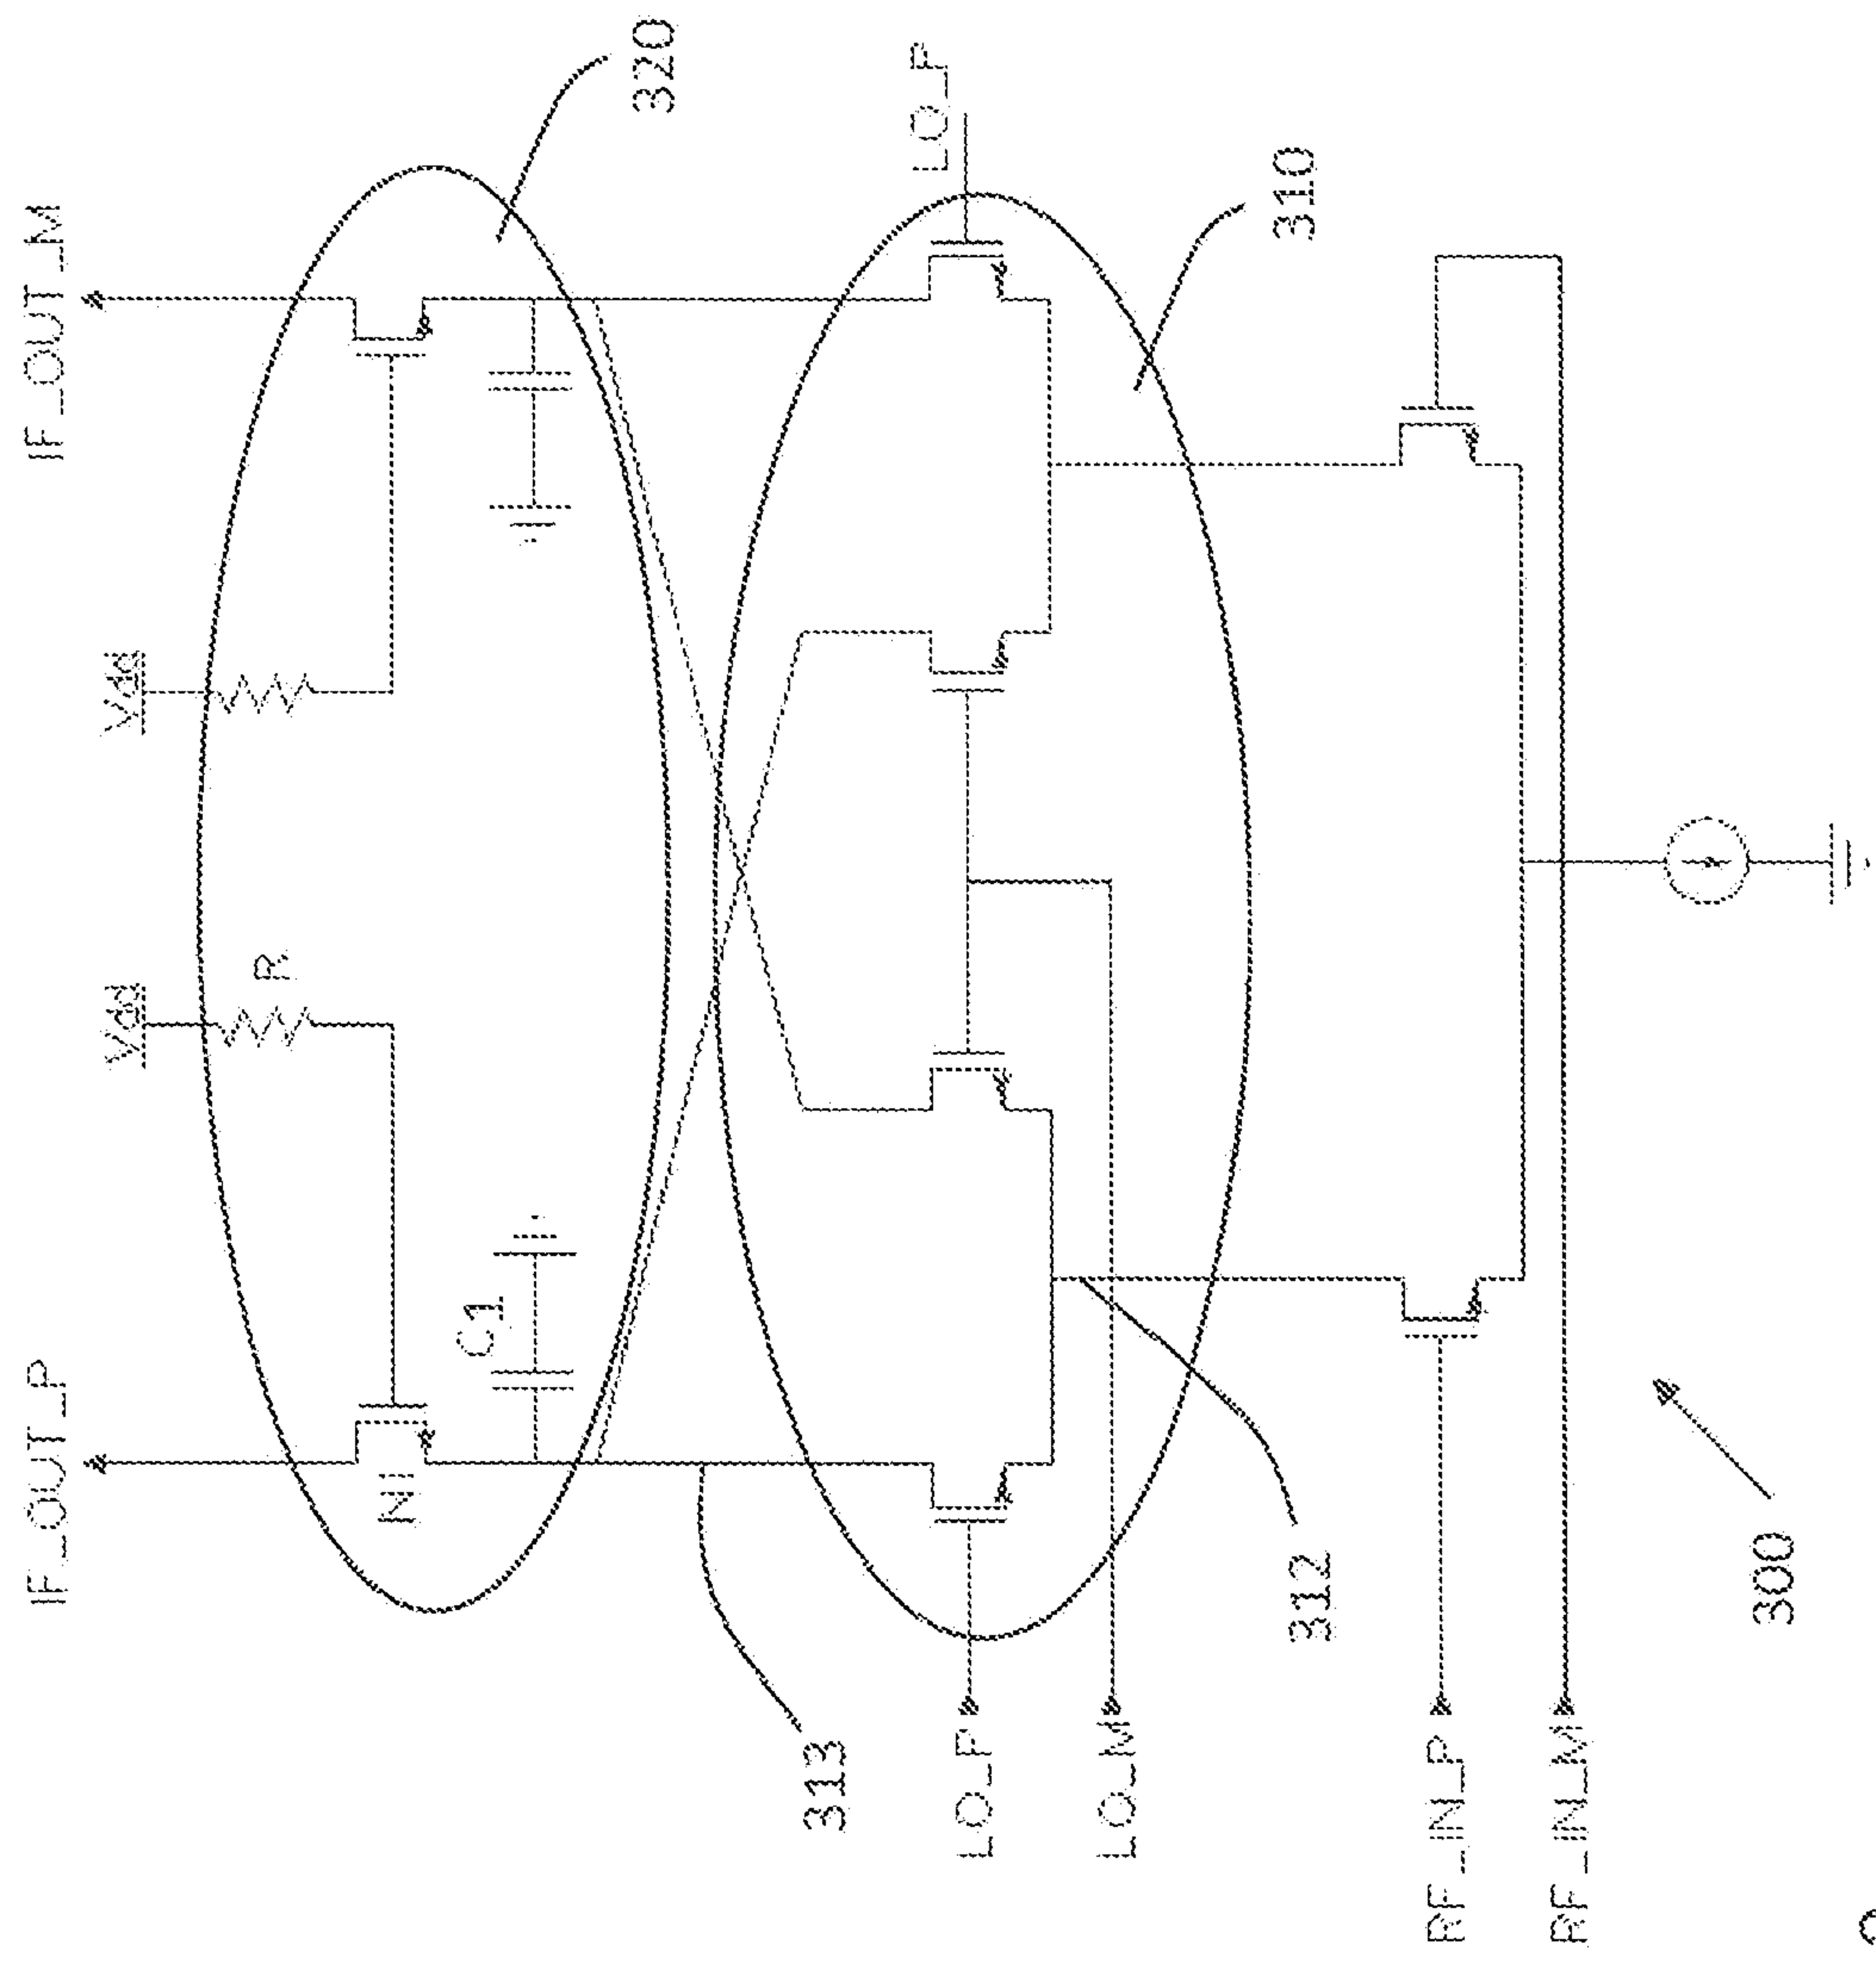 IF_OUT_P
IF_OUT_M
Vdd
Vdd
R
320
N1
C1
313
LO_P
LO_P
LO_M
310
312
RF_IN_P
RF_IN_M
300